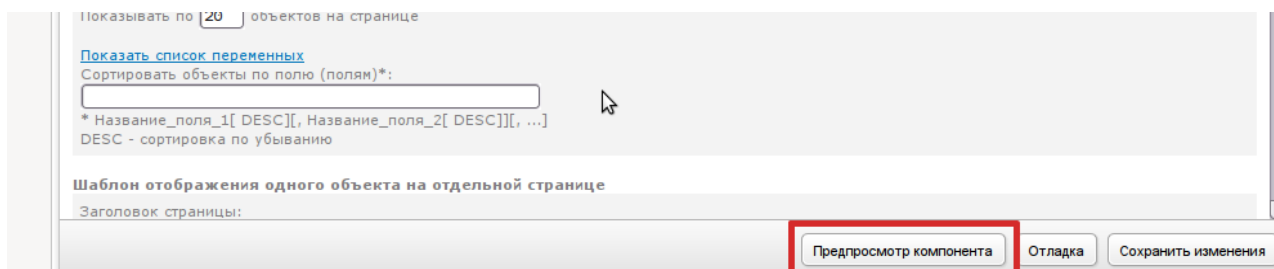 Показывать по 20 объектов на странице
Показать список переменных
Сортировать объекты по полю (полям)*:
* Название_поля_1[ DESC][, Название_поля_2[ DESC]][, ...]
DESC - сортировка по убыванию
Шаблон отображения одного объекта на отдельной странице
Заголовок страницы:
Предпросмотр компонента Отладка Сохранить изменения